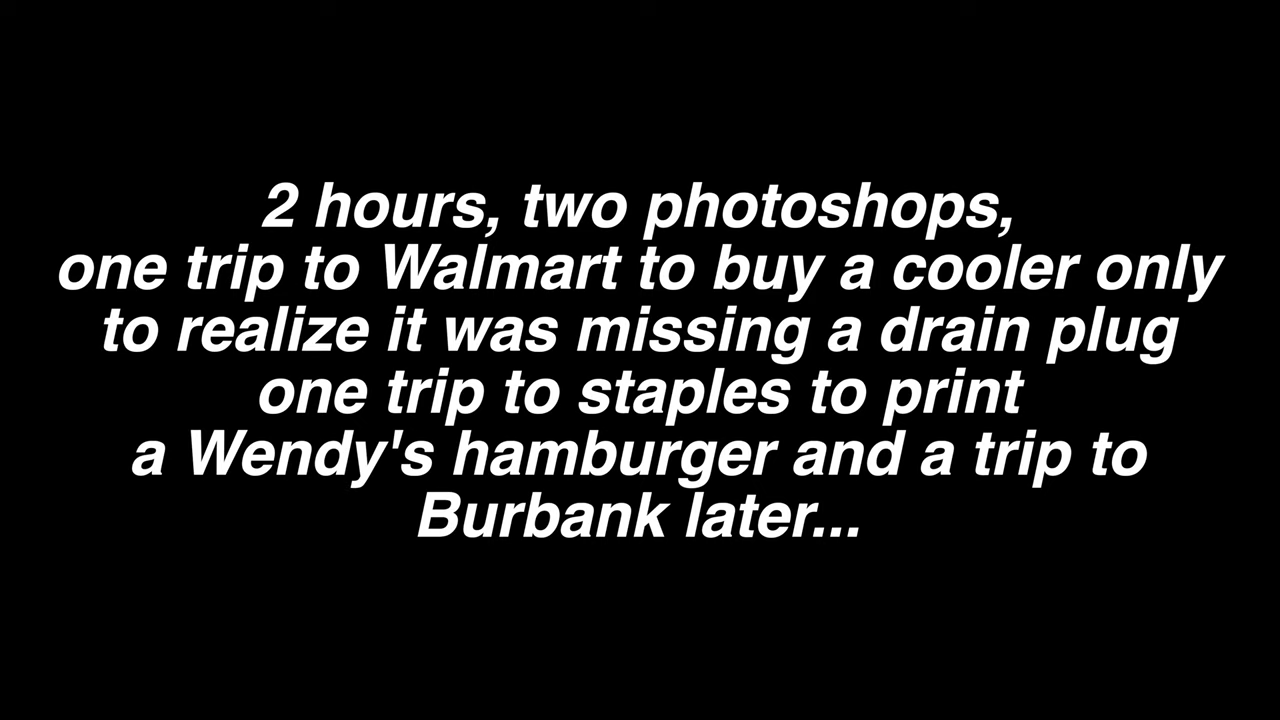 2 hours, two photoshops,
one trip to Walmart to buy a cooler only
to realize it was missing a drain plug
one trip to staples to print
a Wendy's hamburger and a trip to
Burbank later...